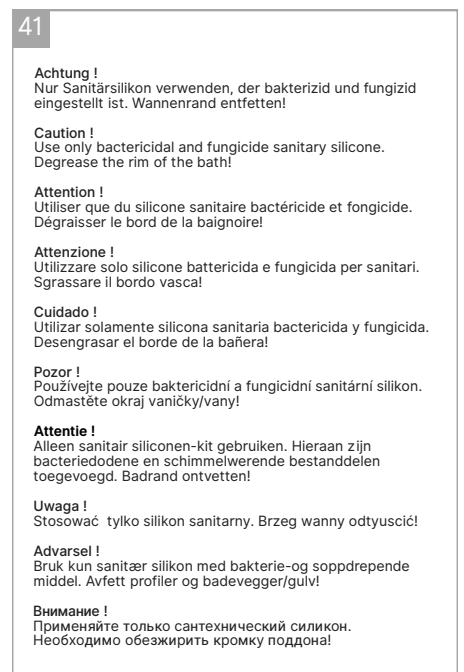 41
Achtung !
Nur Sanitärsilikon verwenden, der bakterizid und fungizid
eingestellt ist. Wannenrand entfetten!
Caution !
Use only bactericidal and fungicide sanitary silicone.
Degrease the rim of the bath!
Attention !
Utiliser que du silicone sanitaire bactéricide et fongicide.
Dégraisser le bord de la baignoire!
Attenzione !
Utilizzare solo silicone battericida e fungicida per sanitari.
Sgrassare il bordo vasca!
Cuidado !
Utilizar solamente silicona sanitaria bactericida y fungicida.
Desengrasar el borde de la bañera!
Pozor !
Používejte pouze baktericidní a fungicidní sanitární silikon.
Odmastěte okraj vaničky/vany!
Attentie !
Alleen sanitair siliconen-kit gebruiken. Hieraan zijn
bacteriedodene en schimmelwerende bestanddelen
toegevoegd. Badrand ontvetten!
Uwaga !
Stosować  tylko silikon sanitarny. Brzeg wanny odtyuscić!
Advarsel !
Bruk kun sanitær silikon med bakterie-og soppdrepende
middel. Avfett profiler og badevegger/gulv!
Внимание !
Применяйте только сантехнический силикон.
Необходимо обезжирить кромку поддона!